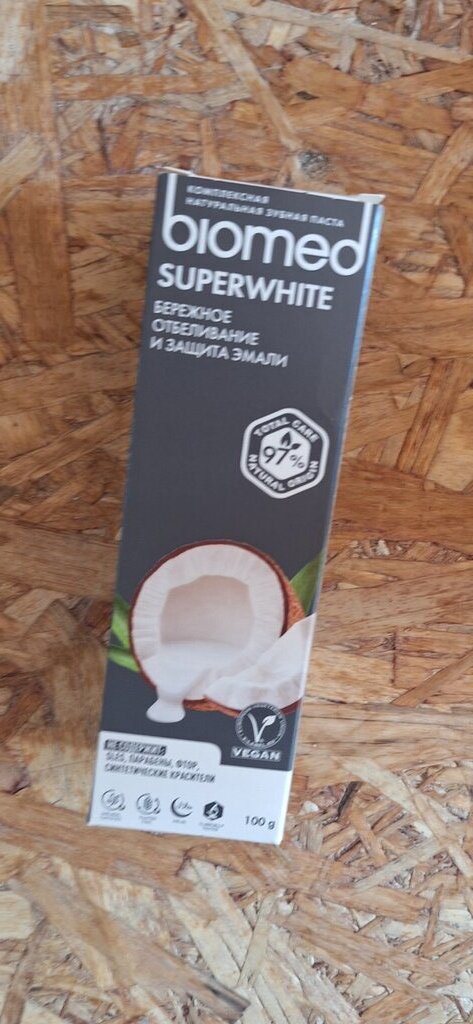 КОМПЛЕКСНАЯ
НАТУРАЛЬНАЯ ЗУБНАЯ ПАСТА
biomed
SUPERWHITE
БЕРЕЖНОЕ
ОТБЕЛИВАНИЕ
И ЗАЩИТА ЭМАЛИ
TOTAL CARE
97%
NATURAL ORIGIN
VEGAN
НЕ СОДЕРЖИТ:
SLES, ПАРАБЕНЫ, ФТОР,
СИНТЕТИЧЕСКИЕ КРАСИТЕЛИ
100 g